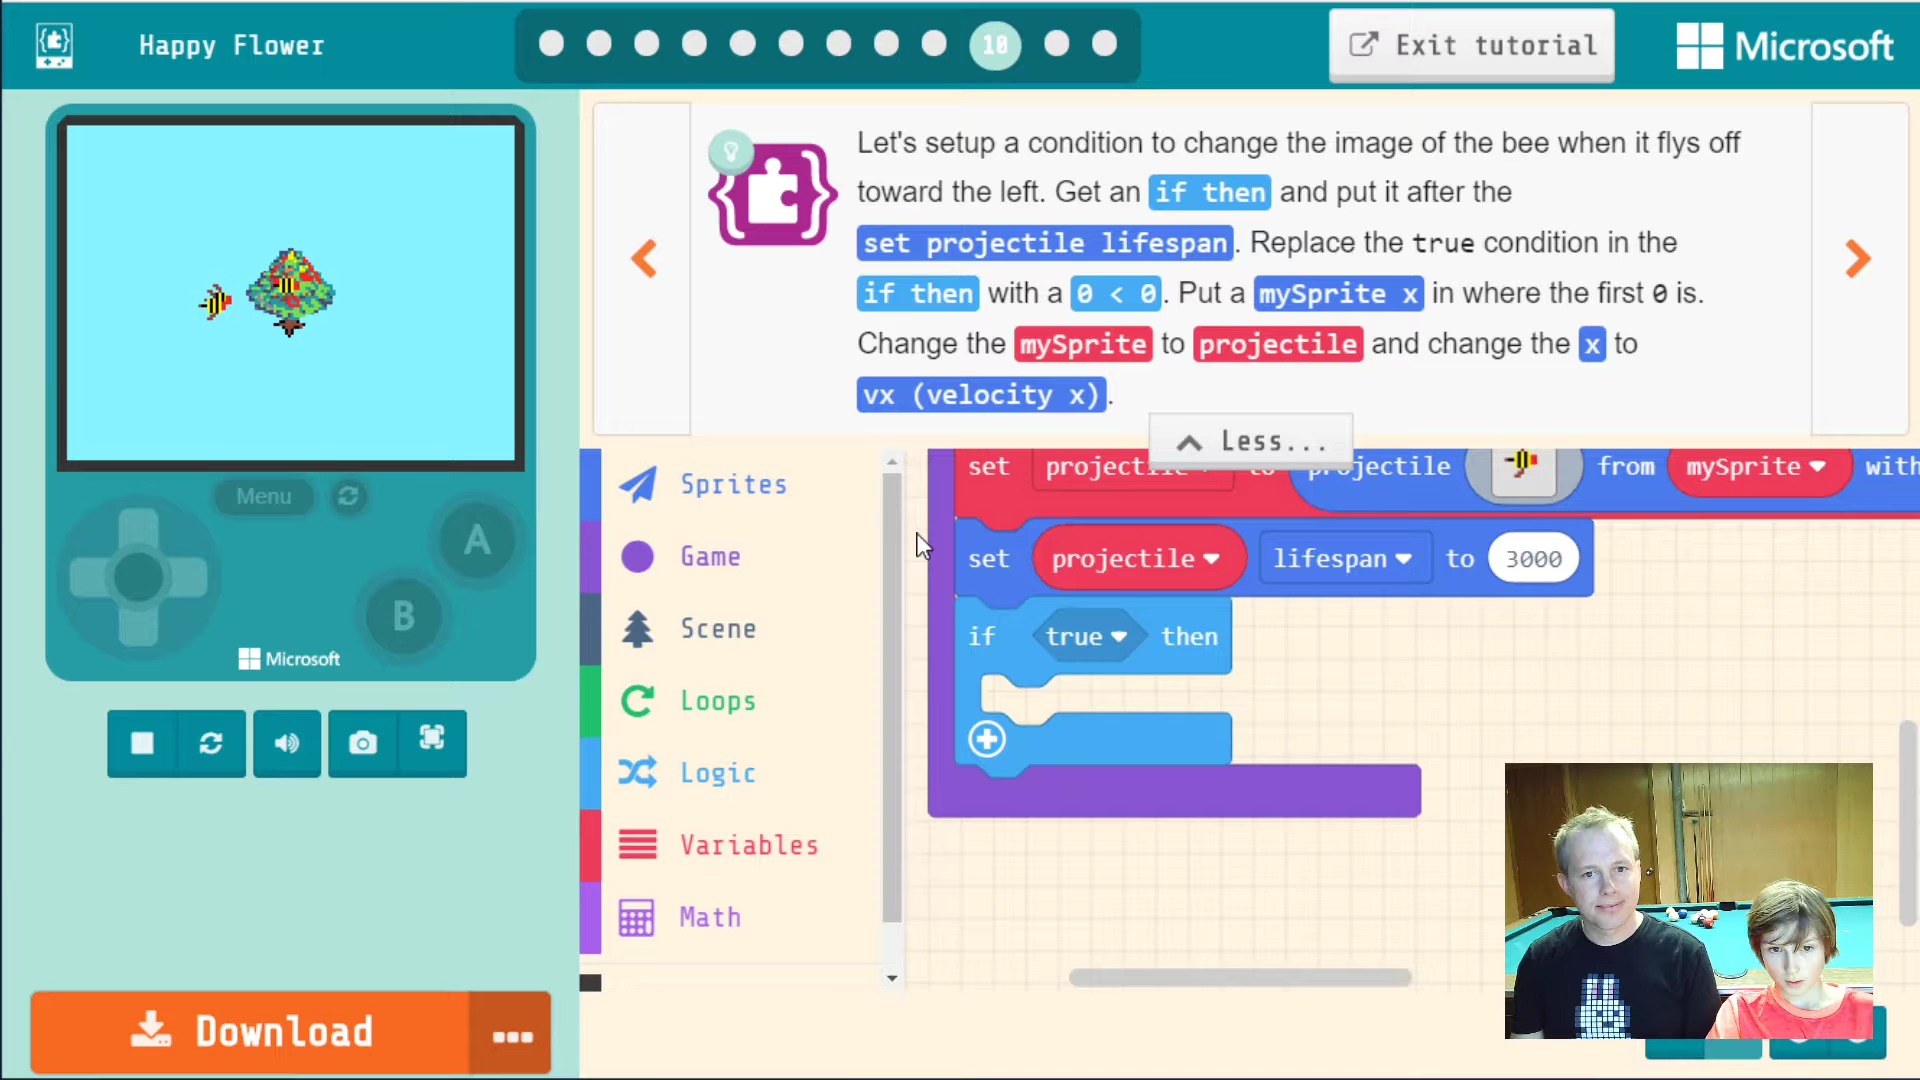 Happy Flower
10
Exit tutorial
Microsoft
Let's setup a condition to change the image of the bee when it flys off
toward the left. Get an if then and put it after the
set projectile lifespan. Replace the true condition in the
if then with a 0 < 0. Put a mySprite x in where the first 0 is.
Change the mySprite to projectile and change the x to
vx (velocity x).
Less...
Menu
A
B
Microsoft
Sprites
Game
Scene
Loops
Logic
Variables
Math
set projectile to projectile from mySprite with
set projectile lifespan to 3000
if true then
Download